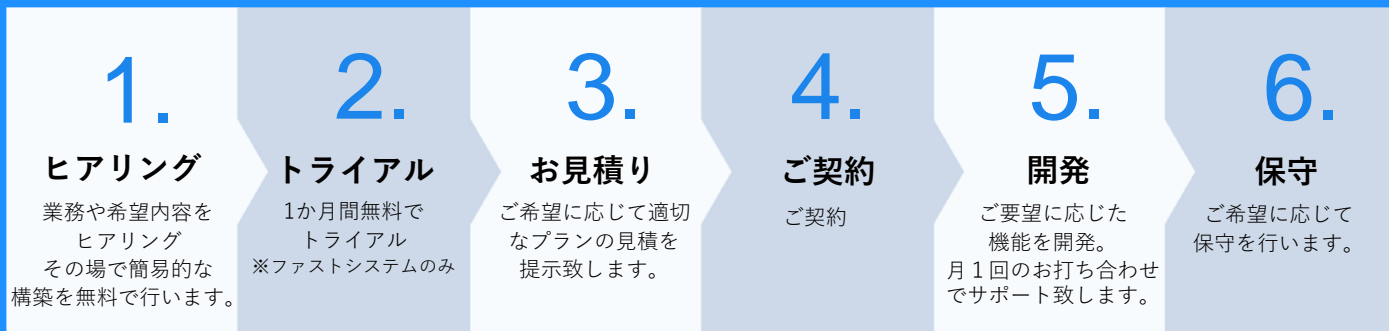 1.
ヒアリング
業務や希望内容を
ヒアリング
その場で簡易的な
構築を無料で行います。
2.
トライアル
1か月間無料で
トライアル
※ファストシステムのみ
3.
お見積り
ご希望に応じて適切
なプランの見積を
提示致します。
4.
ご契約
ご契約
5.
開発
ご要望に応じた
機能を開発。
月１回のお打ち合わせ
でサポート致します。
6.
保守
ご希望に応じて
保守を行います。